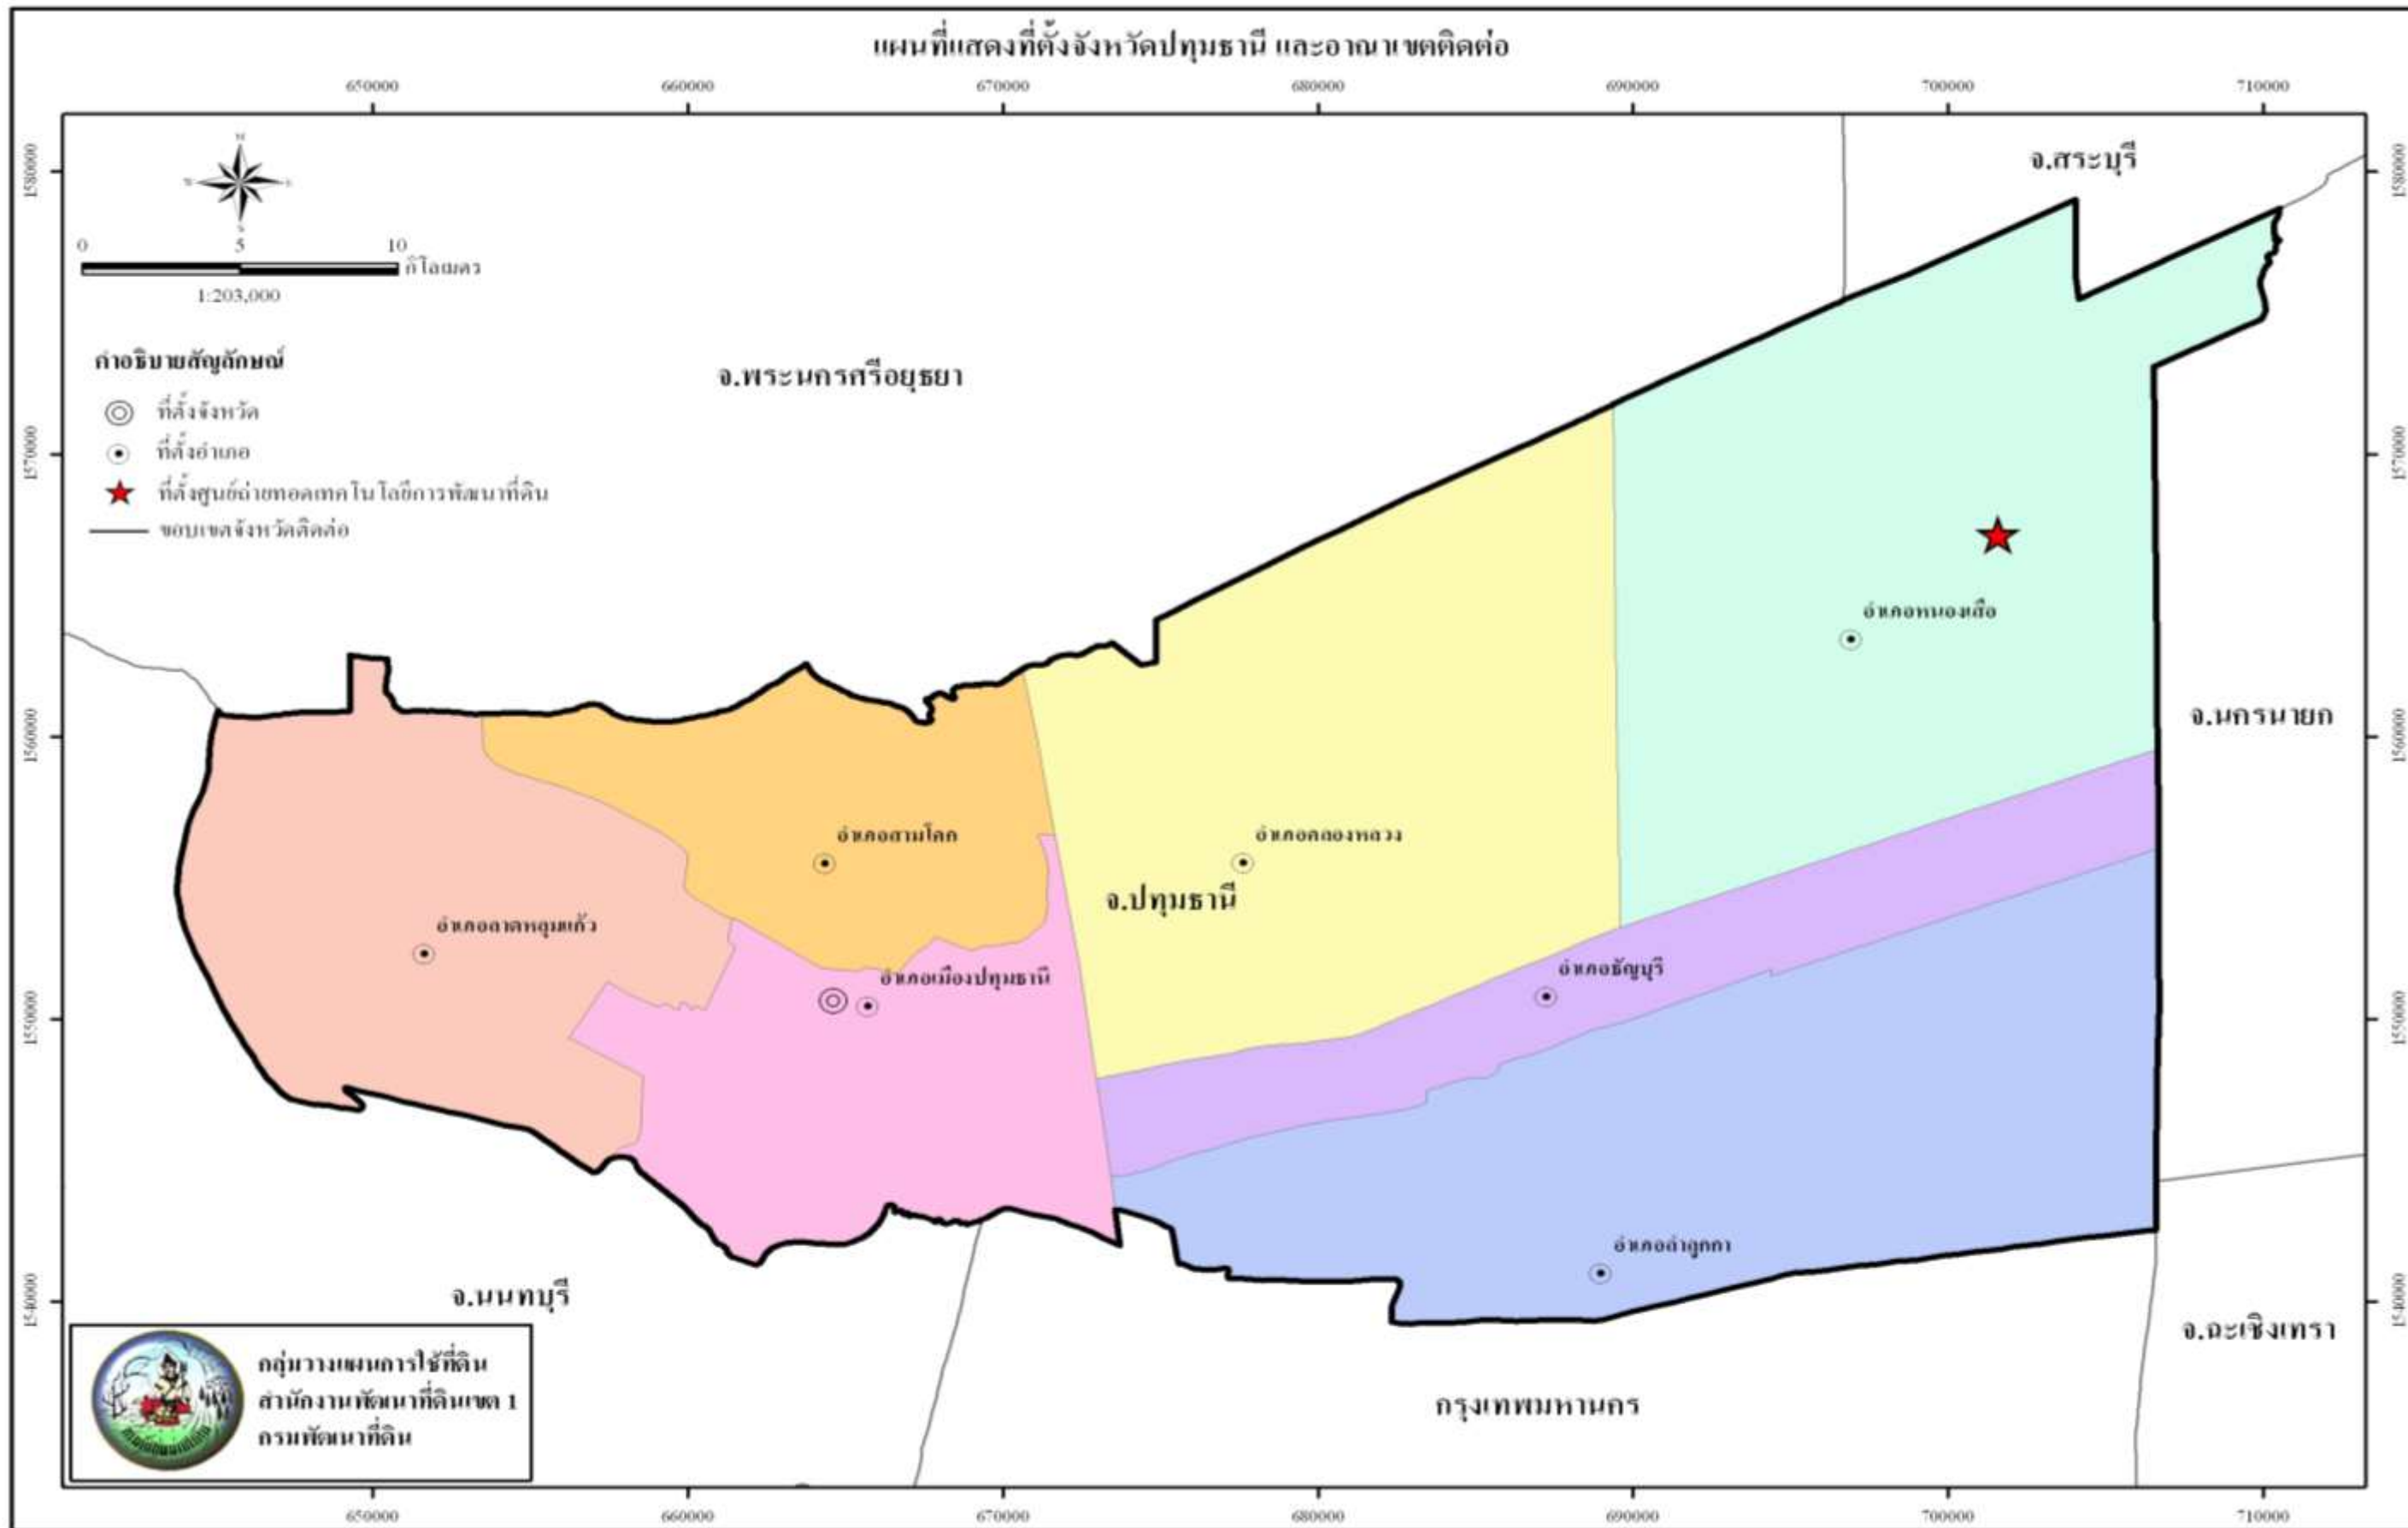 แผนที่แสดงที่ตั้งจังหวัดปทุมธานี และอาณาเขตติดต่อ
650000 660000 670000 680000 690000 700000 710000
N
W E
S
0 5 10
กิโลเมตร
1:203,000
คำอธิบายสัญลักษณ์
ที่ตั้งจังหวัด
ที่ตั้งอำเภอ
ที่ตั้งศูนย์ถ่ายทอดเทคโนโลยีการพัฒนาที่ดิน
ขอบเขตจังหวัดติดต่อ
1580000 1580000
1570000 1570000
1560000 1560000
1550000 1550000
1540000 1540000
จ.สระบุรี
จ.พระนครศรีอยุธยา
อำเภอหนองเสือ
จ.นครนายก
อำเภอสามโคก
อำเภอคลองหลวง
จ.ปทุมธานี
อำเภอลาดหลุมแก้ว
อำเภอเมืองปทุมธานี
อำเภอธัญบุรี
อำเภอลำลูกกา
จ.นนทบุรี
จ.ฉะเชิงเทรา
กรุงเทพมหานคร
กลุ่มวางแผนการใช้ที่ดิน
สำนักงานพัฒนาที่ดินเขต 1
กรมพัฒนาที่ดิน
650000 660000 670000 680000 690000 700000 710000